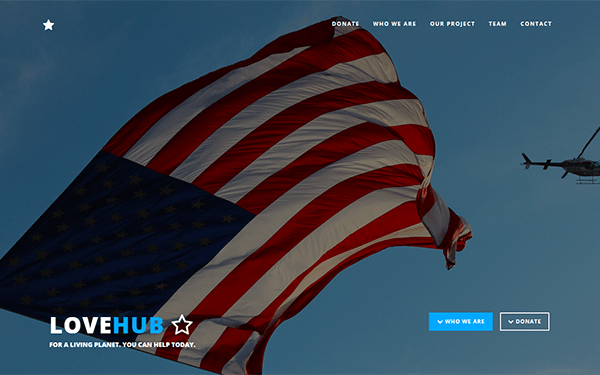 DONATE WHO WE ARE OUR PROJECT TEAM CONTACT
LOVEHUB
FOR A LIVING PLANET. YOU CAN HELP TODAY.
WHO WE ARE DONATE